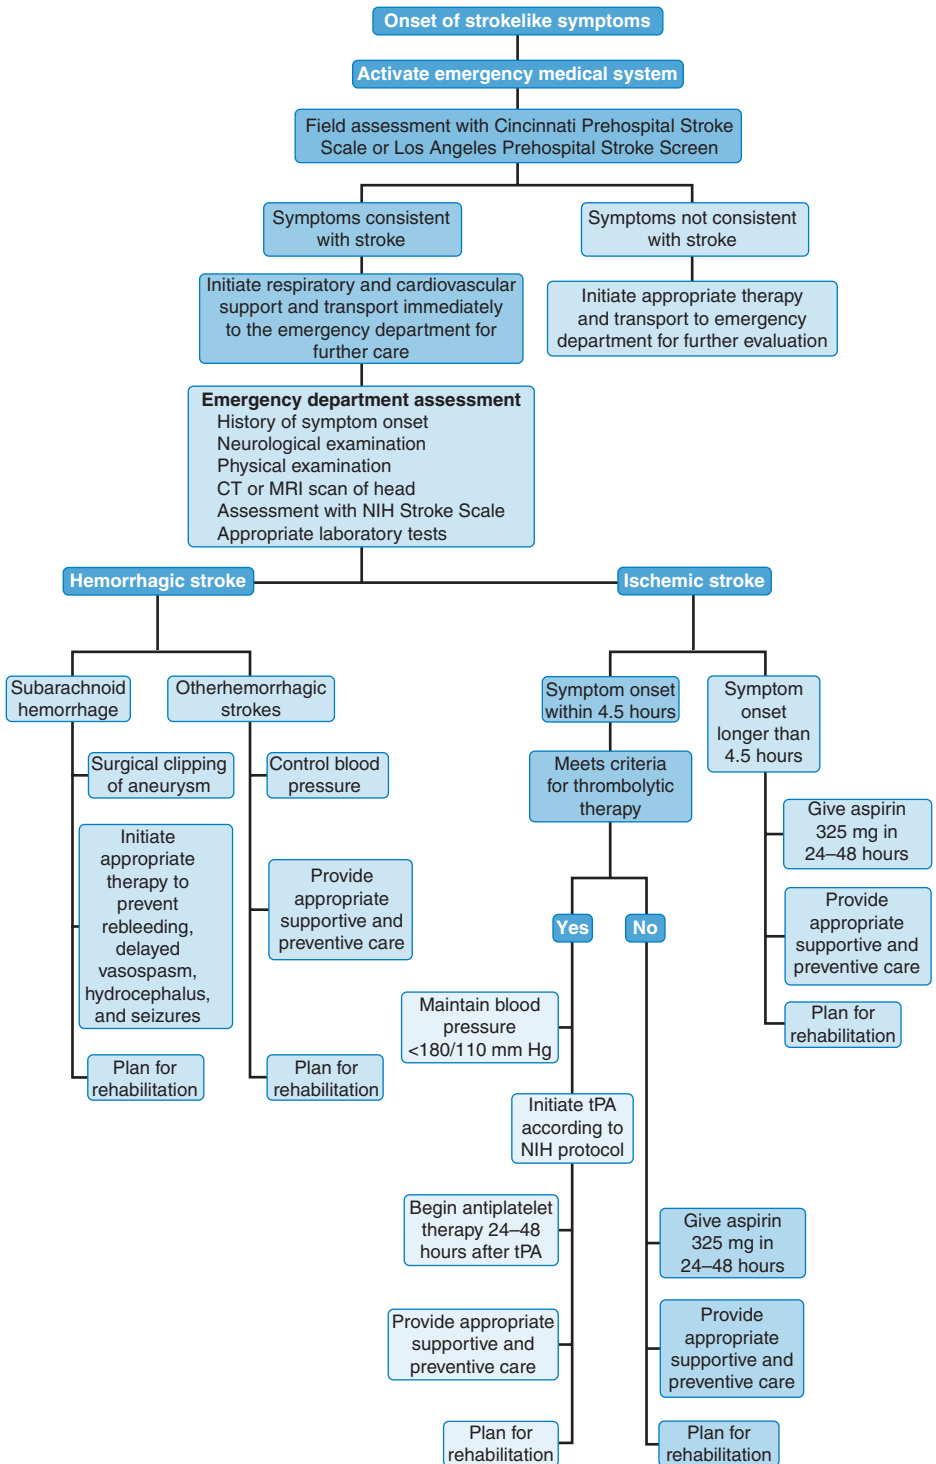 Onset of strokelike symptoms
Activate emergency medical system
Field assessment with Cincinnati Prehospital Stroke
Scale or Los Angeles Prehospital Stroke Screen
Symptoms consistent
with stroke
Symptoms not consistent
with stroke
Initiate respiratory and cardiovascular
support and transport immediately
to the emergency department for
further care
Initiate appropriate therapy
and transport to emergency
department for further evaluation
Emergency department assessment
History of symptom onset
Neurological examination
Physical examination
CT or MRI scan of head
Assessment with NIH Stroke Scale
Appropriate laboratory tests
Hemorrhagic stroke
Ischemic stroke
Subarachnoid
hemorrhage
Otherhemorrhagic
strokes
Symptom onset
within 4.5 hours
Symptom
onset
longer than
4.5 hours
Surgical clipping
of aneurysm
Control blood
pressure
Meets criteria
for thrombolytic
therapy
Give aspirin
325 mg in
24–48 hours
Initiate
appropriate
therapy to
prevent
rebleeding,
delayed
vasospasm,
hydrocephalus,
and seizures
Provide
appropriate
supportive and
preventive care
Provide
appropriate
supportive and
preventive care
Yes
No
Maintain blood
pressure
<180/110 mm Hg
Plan for
rehabilitation
Plan for
rehabilitation
Plan for
rehabilitation
Initiate tPA
according to
NIH protocol
Begin antiplatelet
therapy 24–48
hours after tPA
Give aspirin
325 mg in
24–48 hours
Provide appropriate
supportive and
preventive care
Provide
appropriate
supportive and
preventive care
Plan for
rehabilitation
Plan for
rehabilitation